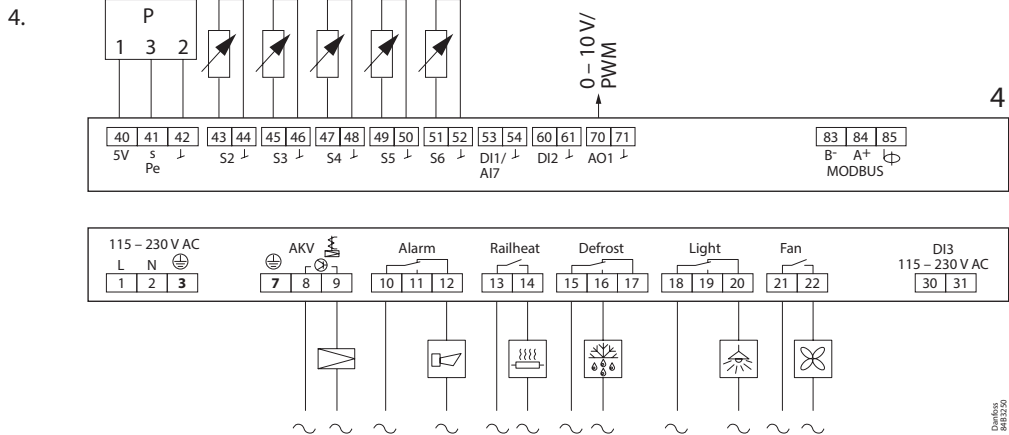 4.
P
1 3 2
0 – 10 V/
PWM
4
40 41 42 43 44 45 46 47 48 49 50 51 52 53 54 60 61 70 71 83 84 85
5V s S2 S3 S4 S5 S6 DI1/ DI2 AO1 B- A+
Pe AI7 MODBUS
115 – 230 V AC AKV Alarm Railheat Defrost Light Fan DI3
L N 115 – 230 V AC
1 2 3 7 8 9 10 11 12 13 14 15 16 17 18 19 20 21 22 30 31
Danfoss
84B3250